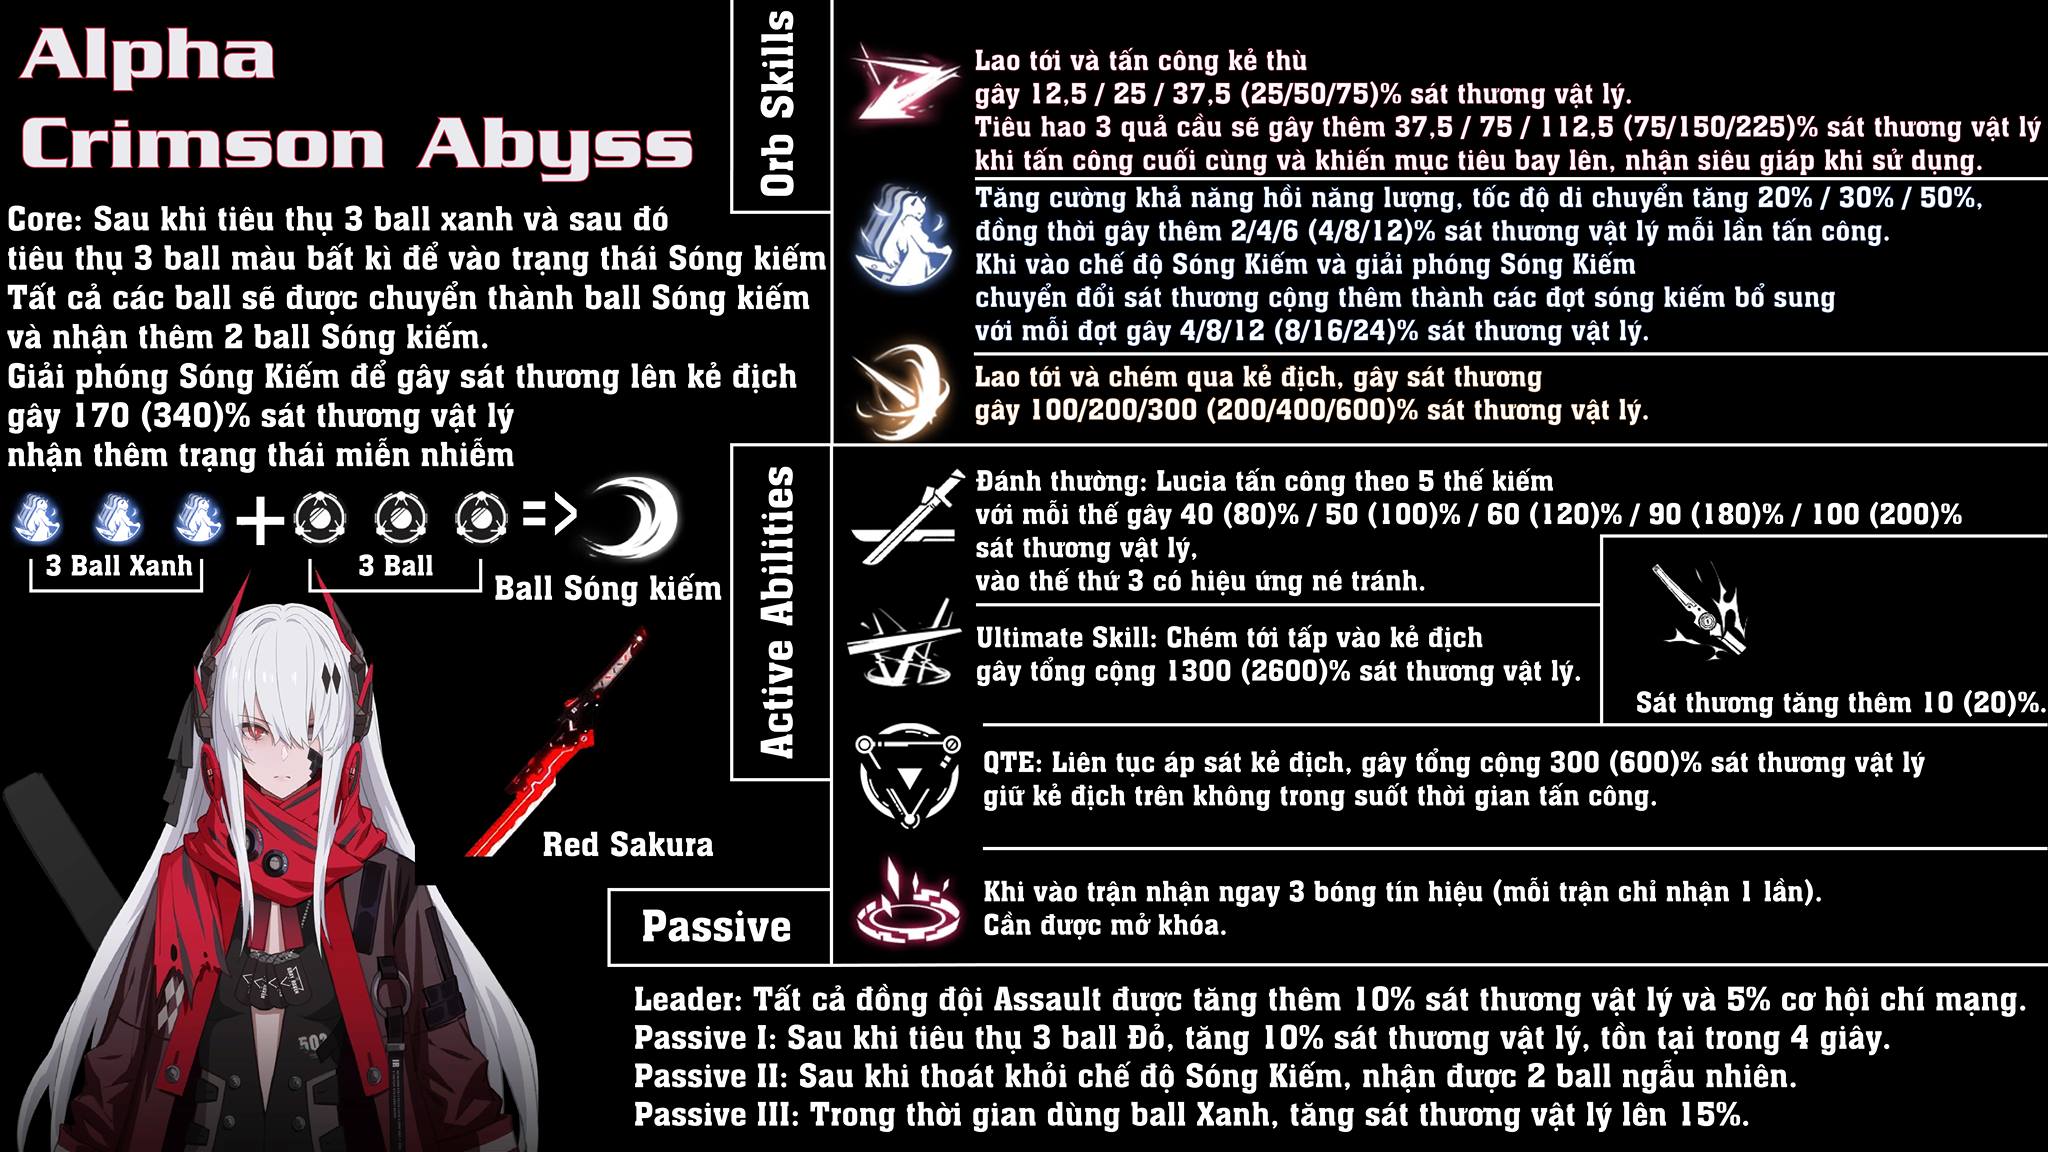 Alpha
Crimson Abyss
Core: Sau khi tiêu thụ 3 ball xanh và sau đó
tiêu thụ 3 ball màu bất kì để vào trạng thái Sóng kiếm
Tất cả các ball sẽ được chuyển thành ball Sóng kiếm
và nhận thêm 2 ball Sóng kiếm.
Giải phóng Sóng Kiếm để gây sát thương lên kẻ địch
gây 170 (340)% sát thương vật lý
nhận thêm trạng thái miễn nhiễm
+
=>
3 Ball Xanh
3 Ball
Ball Sóng kiếm
Red Sakura
Orb Skills
Lao tới và tấn công kẻ thù
gây 12,5 / 25 / 37,5 (25/50/75)% sát thương vật lý.
Tiêu hao 3 quả cầu sẽ gây thêm 37,5 / 75 / 112,5 (75/150/225)% sát thương vật lý
khi tấn công cuối cùng và khiến mục tiêu bay lên, nhận siêu giáp khi sử dụng.
Tăng cường khả năng hồi năng lượng, tốc độ di chuyển tăng 20% / 30% / 50%,
đồng thời gây thêm 2/4/6 (4/8/12)% sát thương vật lý mỗi lần tấn công.
Khi vào chế độ Sóng Kiếm và giải phóng Sóng Kiếm
chuyển đổi sát thương cộng thêm thành các đợt sóng kiếm bổ sung
với mỗi đợt gây 4/8/12 (8/16/24)% sát thương vật lý.
Lao tới và chém qua kẻ địch, gây sát thương
gây 100/200/300 (200/400/600)% sát thương vật lý.
Active Abilities
Đánh thường: Lucia tấn công theo 5 thế kiếm
với mỗi thế gây 40 (80)% / 50 (100)% / 60 (120)% / 90 (180)% / 100 (200)%
sát thương vật lý,
vào thế thứ 3 có hiệu ứng né tránh.
Ultimate Skill: Chém tới tấp vào kẻ địch
gây tổng cộng 1300 (2600)% sát thương vật lý.
Sát thương tăng thêm 10 (20)%.
QTE: Liên tục áp sát kẻ địch, gây tổng cộng 300 (600)% sát thương vật lý
giữ kẻ địch trên không trong suốt thời gian tấn công.
Khi vào trận nhận ngay 3 bóng tín hiệu (mỗi trận chỉ nhận 1 lần).
Cần được mở khóa.
Passive
Leader: Tất cả đồng đội Assault được tăng thêm 10% sát thương vật lý và 5% cơ hội chí mạng.
Passive I: Sau khi tiêu thụ 3 ball Đỏ, tăng 10% sát thương vật lý, tồn tại trong 4 giây.
Passive II: Sau khi thoát khỏi chế độ Sóng Kiếm, nhận được 2 ball ngẫu nhiên.
Passive III: Trong thời gian dùng ball Xanh, tăng sát thương vật lý lên 15%.